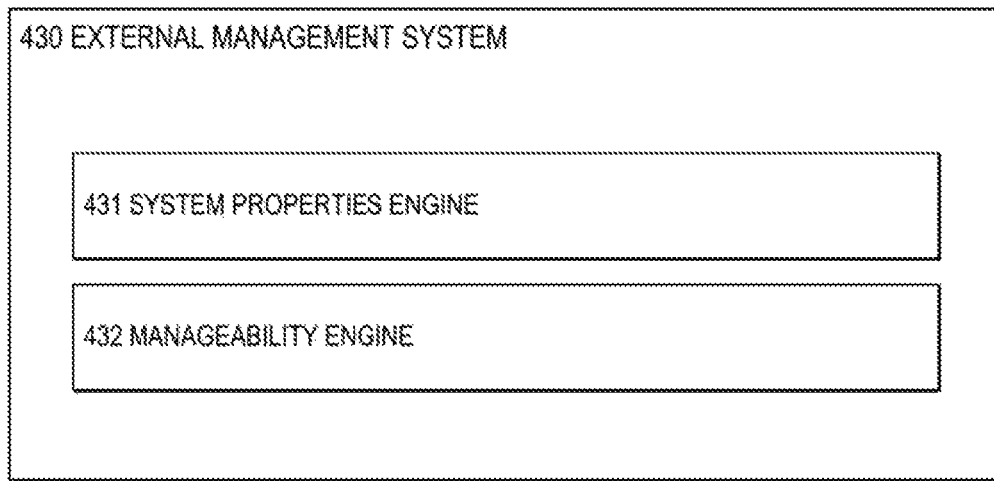 430 EXTERNAL MANAGEMENT SYSTEM
431 SYSTEM PROPERTIES ENGINE
432 MANAGEABILITY ENGINE